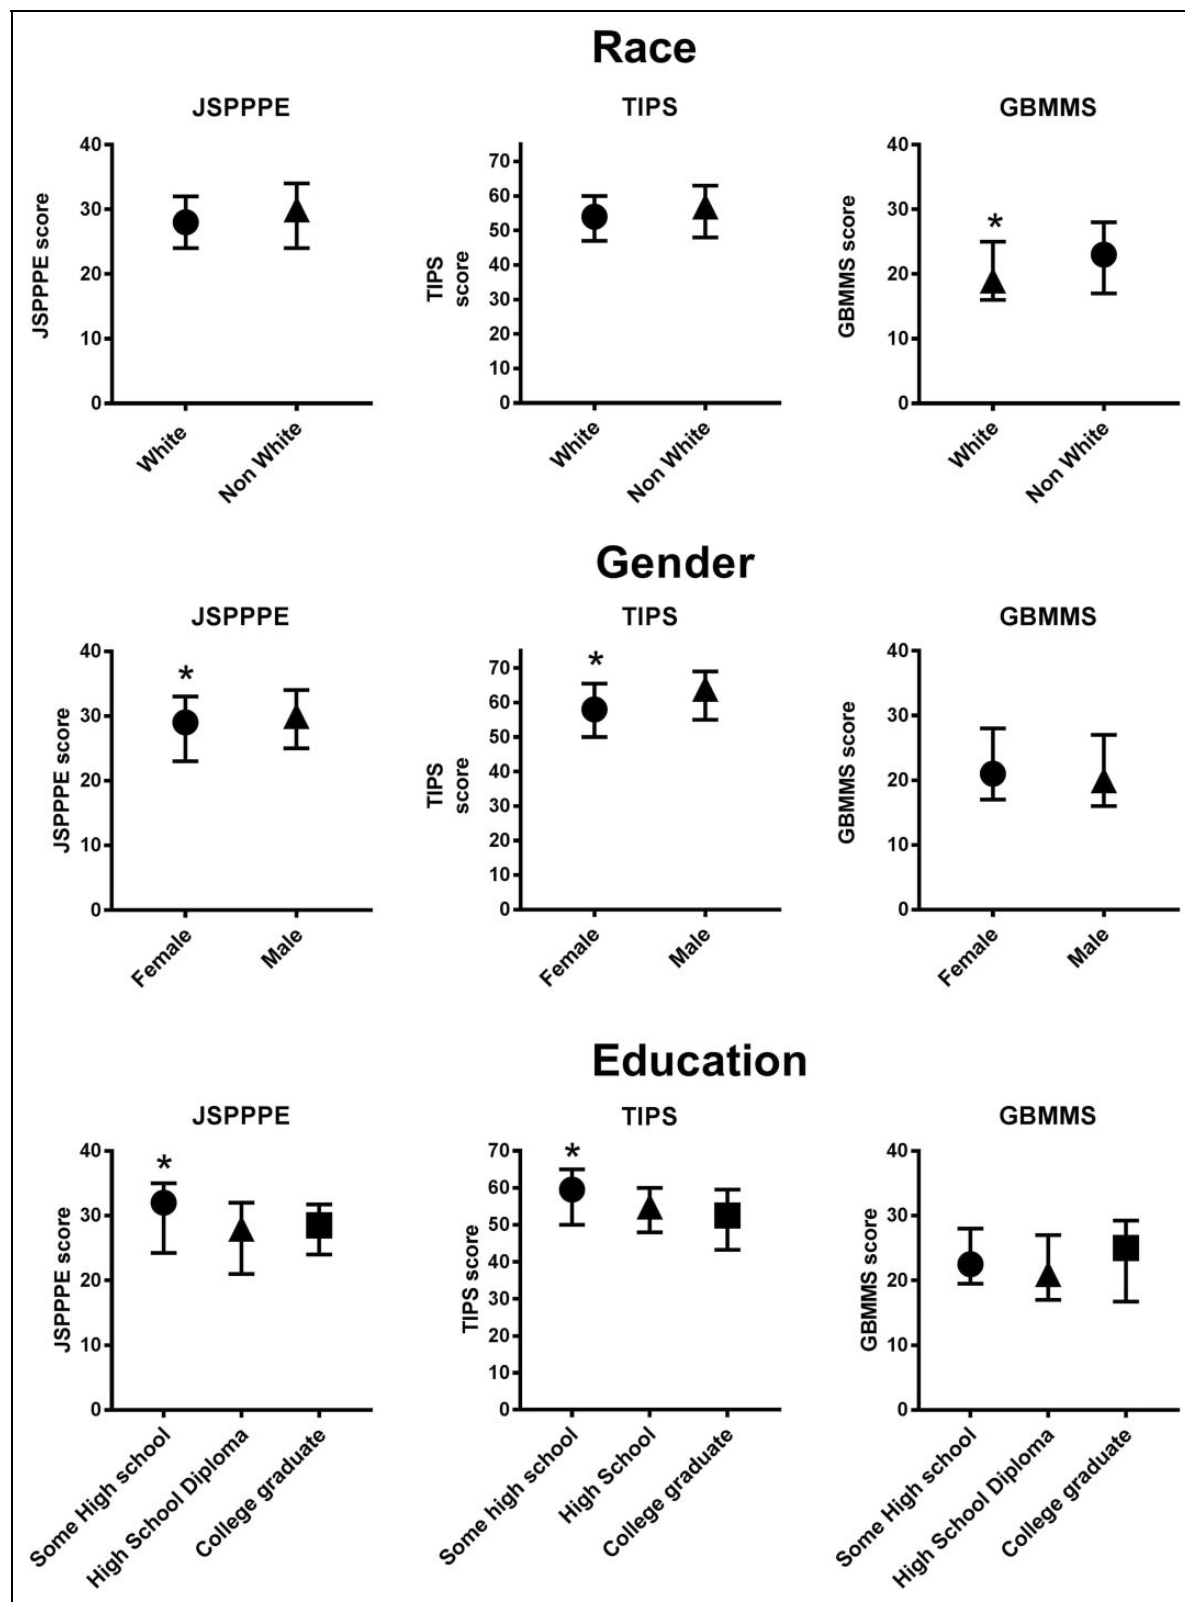 Race
JSPPPE
TIPS
GBMMS
JSPPPE score
40
30
20
10
0
White
Non White
TIPS
score
70
60
50
40
30
20
10
0
White
Non White
GBMMS score
40
30
20
10
0
*
White
Non White
Gender
JSPPPE
TIPS
GBMMS
JSPPPE score
40
30
20
10
0
*
Female
Male
TIPS
score
70
60
50
40
30
20
10
0
*
Female
Male
GBMMS score
40
30
20
10
0
Female
Male
Education
JSPPPE
TIPS
GBMMS
JSPPPE score
40
30
20
10
0
*
Some High school
High School Diploma
College graduate
TIPS score
70
60
50
40
30
20
10
0
*
Some high school
High School
College graduate
GBMMS score
40
30
20
10
0
Some High school
High School Diploma
College graduate